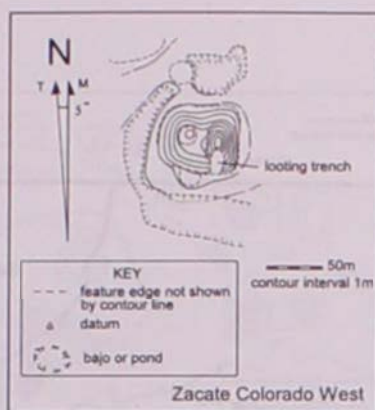 N
T M
5°
looting trench
KEY
feature edge not shown
by contour line
datum
bajo or pond
50m
contour interval 1m
Zacate Colorado West